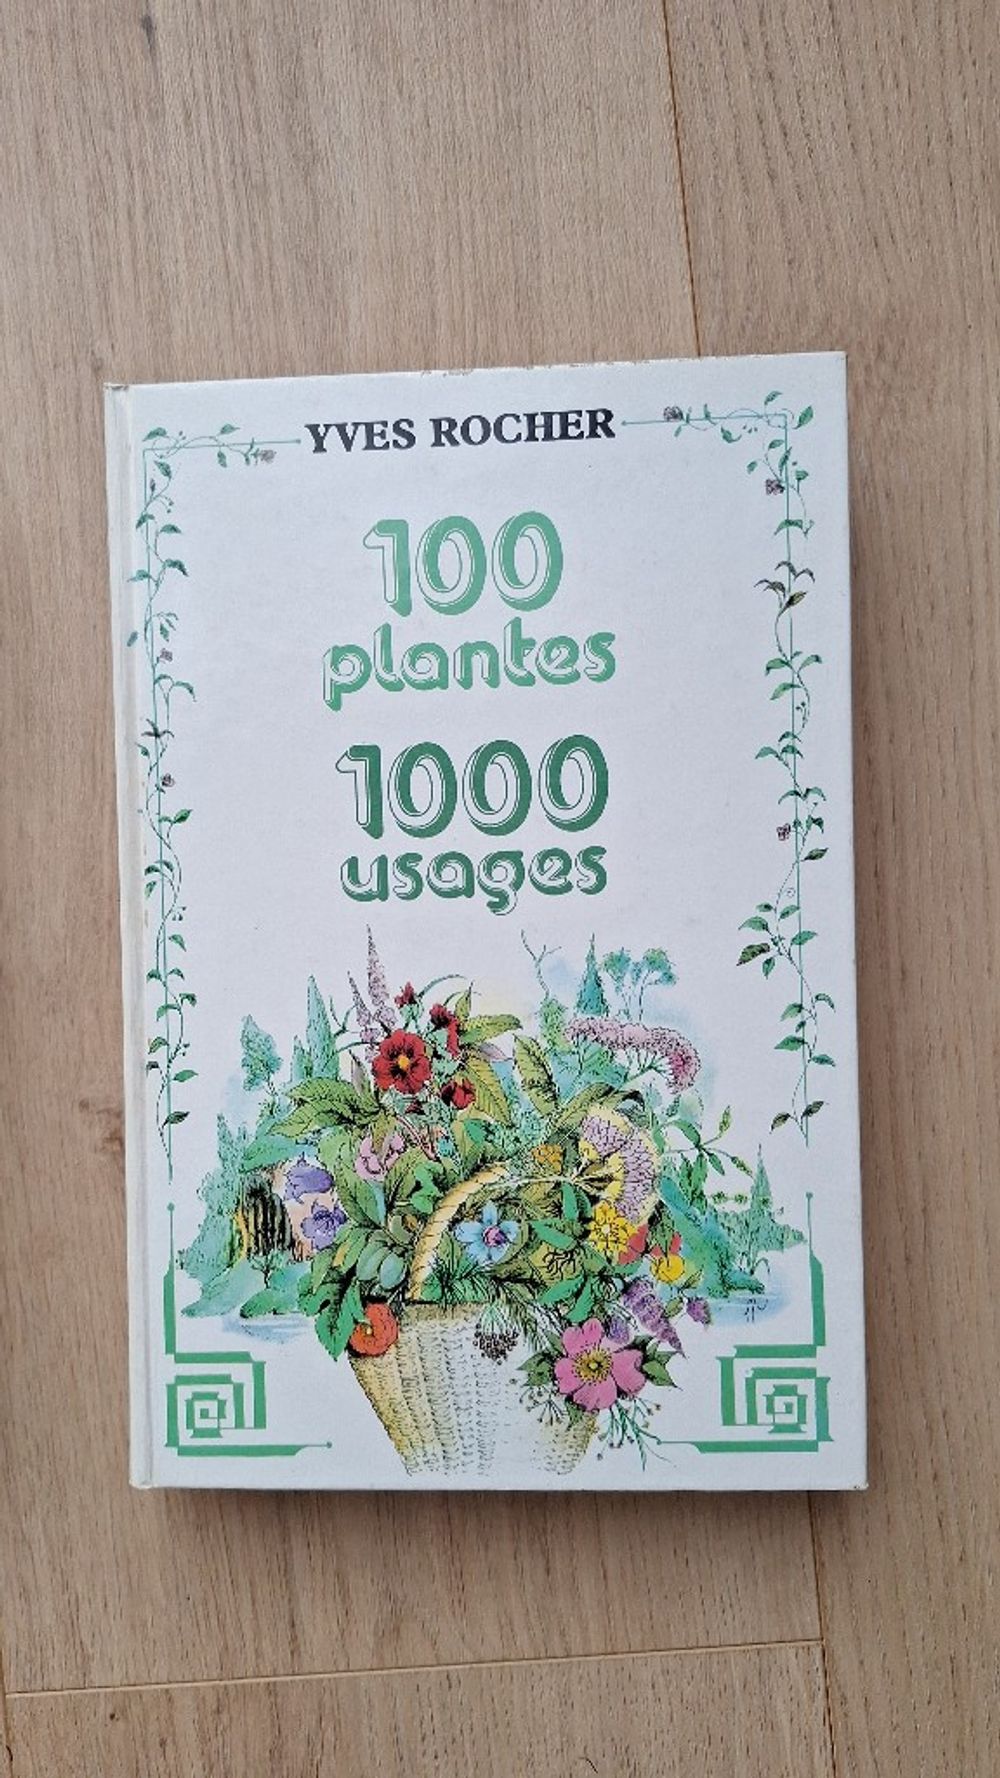 YVES ROCHER
100
plantes
1000
usages